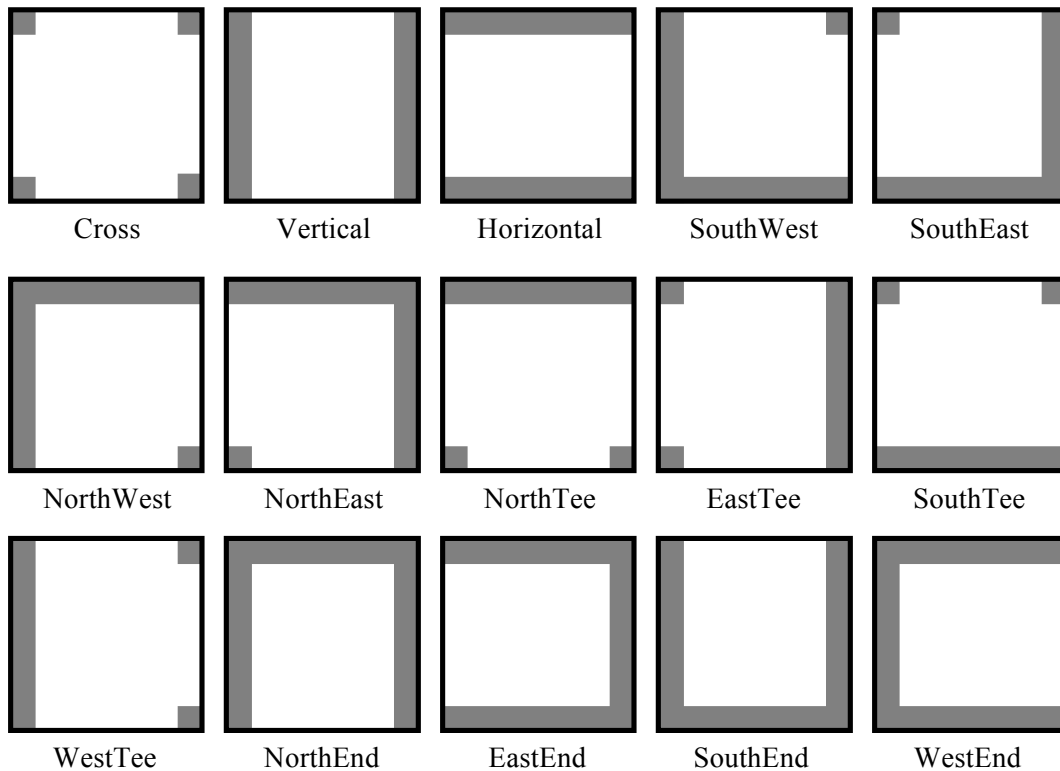 Cross Vertical Horizontal SouthWest SouthEast
NorthWest NorthEast NorthTee EastTee SouthTee
WestTee NorthEnd EastEnd SouthEnd WestEnd